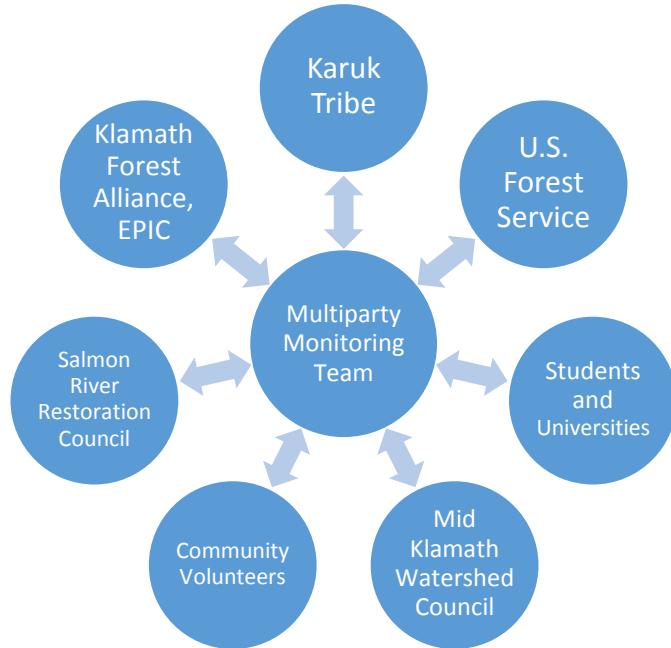 Karuk
Tribe
Klamath
Forest
Alliance,
EPIC
U.S.
Forest
Service
Multiparty
Monitoring
Team
Salmon
River
Restoration
Council
Students
and
Universities
Community
Volunteers
Mid
Klamath
Watershed
Council